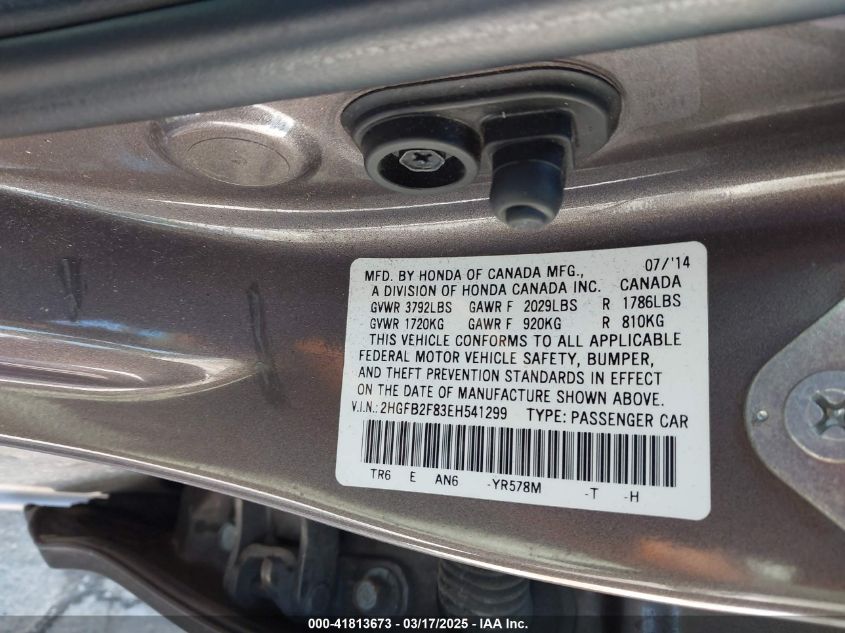 MFD. BY HONDA OF CANADA MFG., 07/'14
A DIVISION OF HONDA CANADA INC. CANADA
GVWR 3792LBS GAWR F 2029LBS R 1786LBS
GVWR 1720KG GAWR F 920KG R 810KG
THIS VEHICLE CONFORMS TO ALL APPLICABLE
FEDERAL MOTOR VEHICLE SAFETY, BUMPER,
AND THEFT PREVENTION STANDARDS IN EFFECT
ON THE DATE OF MANUFACTURE SHOWN ABOVE.
V.I.N.: 2HGFB2F83EH541299 TYPE: PASSENGER CAR
TR6 E AN6 -YR578M -T -H
000-41813673 - 03/17/2025 - IAA Inc.